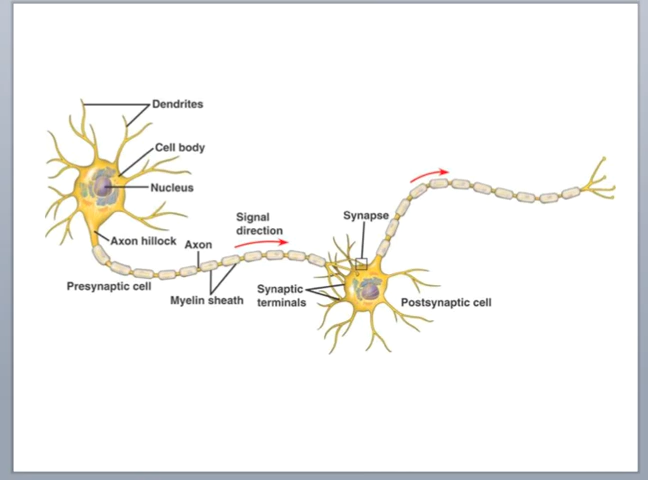 Dendrites
Cell body
Nucleus
Axon hillock
Presynaptic cell
Axon
Myelin sheath
Signal
direction
Synaptic
terminals
Synapse
Postsynaptic cell